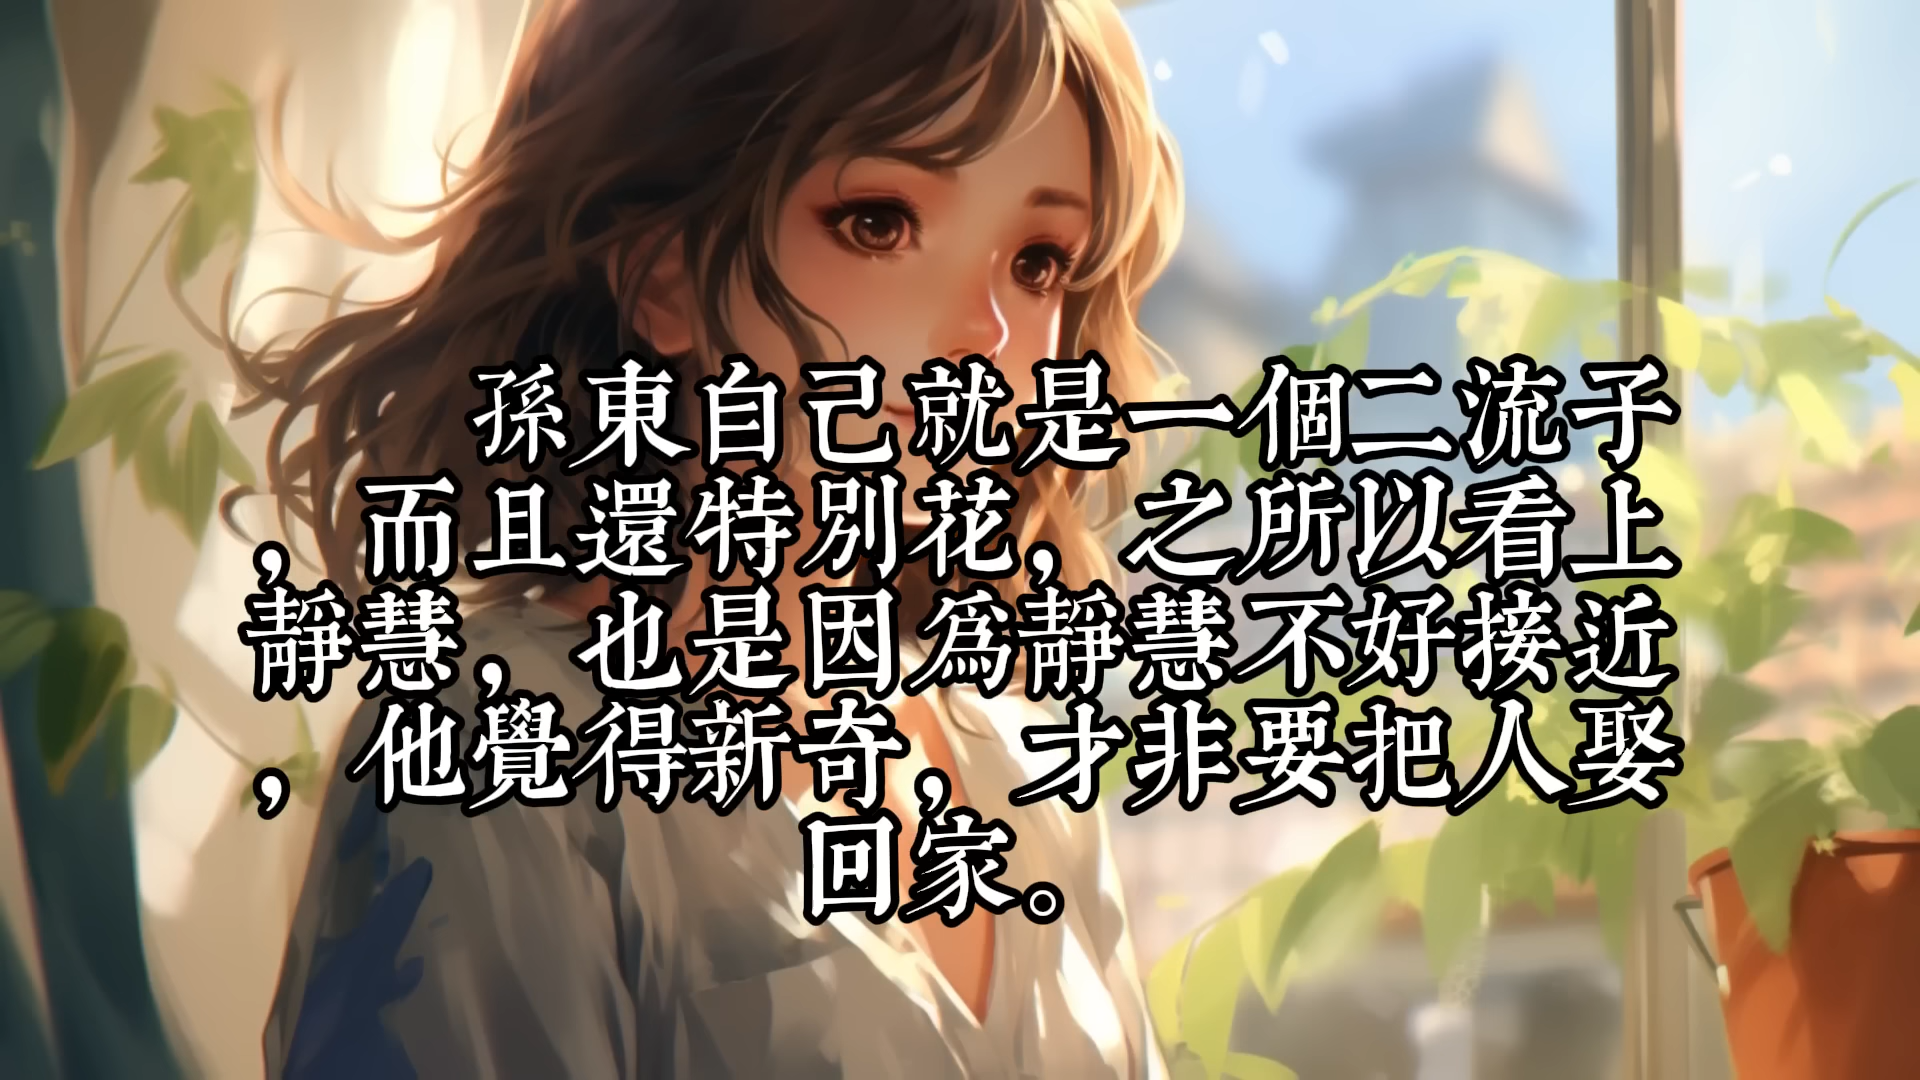 孫東自己就是一個二流子
，而且還特別花，之所以看上
靜慧，也是因爲靜慧不好接近
，他覺得新奇，才非要把人娶
回家。